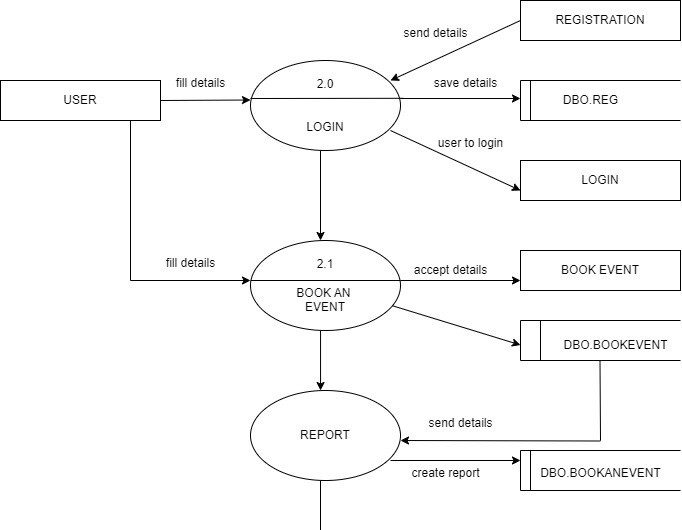 REGISTRATION
send details
fill details
2.0
save details
USER
DBO.REG
LOGIN
user to login
LOGIN
fill details
2.1
accept details
BOOK EVENT
BOOK AN
EVENT
DBO.BOOKEVENT
send details
REPORT
create report
DBO.BOOKANEVENT